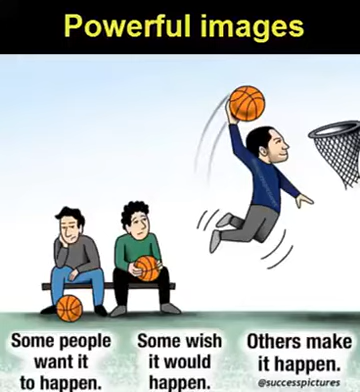 Powerful images
Some people
want it
to happen.
Some wish
it would
happen.
Others make
it happen.
@successpictures